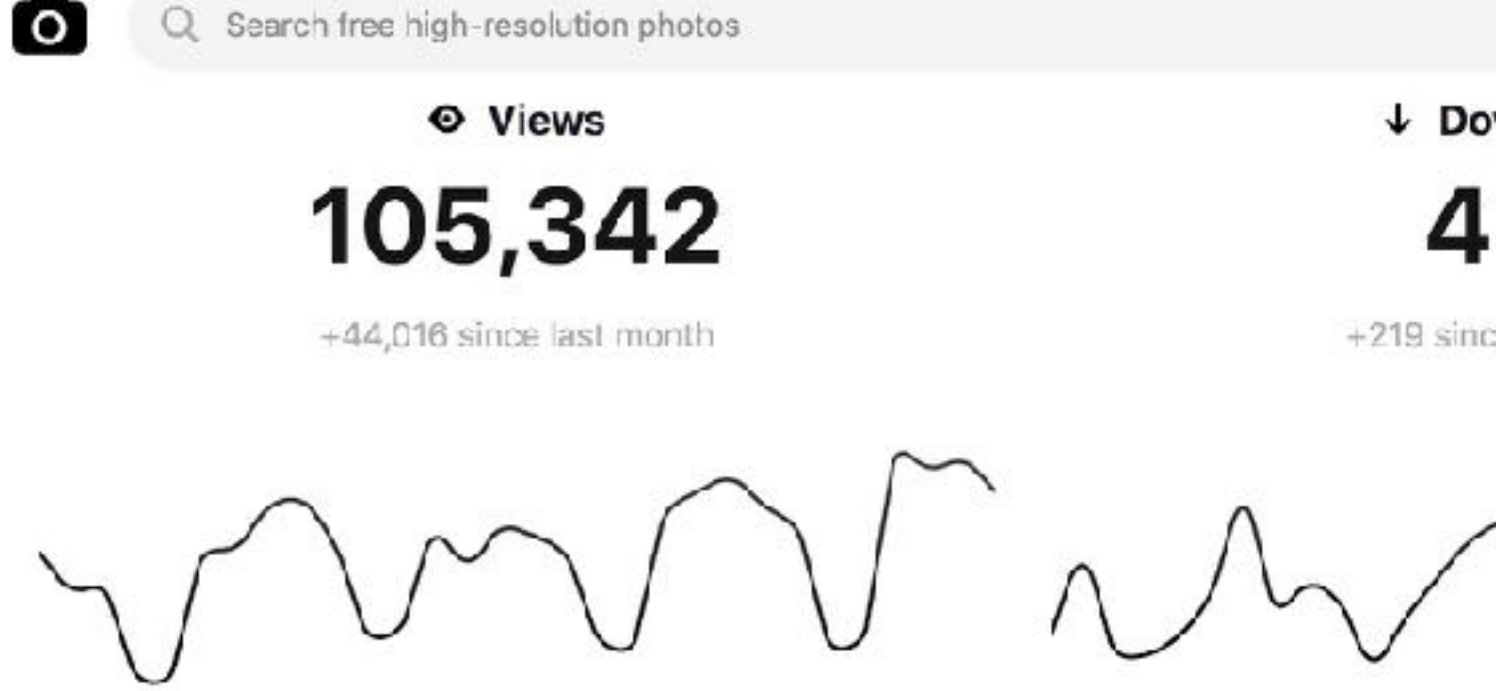 Search free high-resolution photos
Views
105,342
+44,016 since last month
4
+219